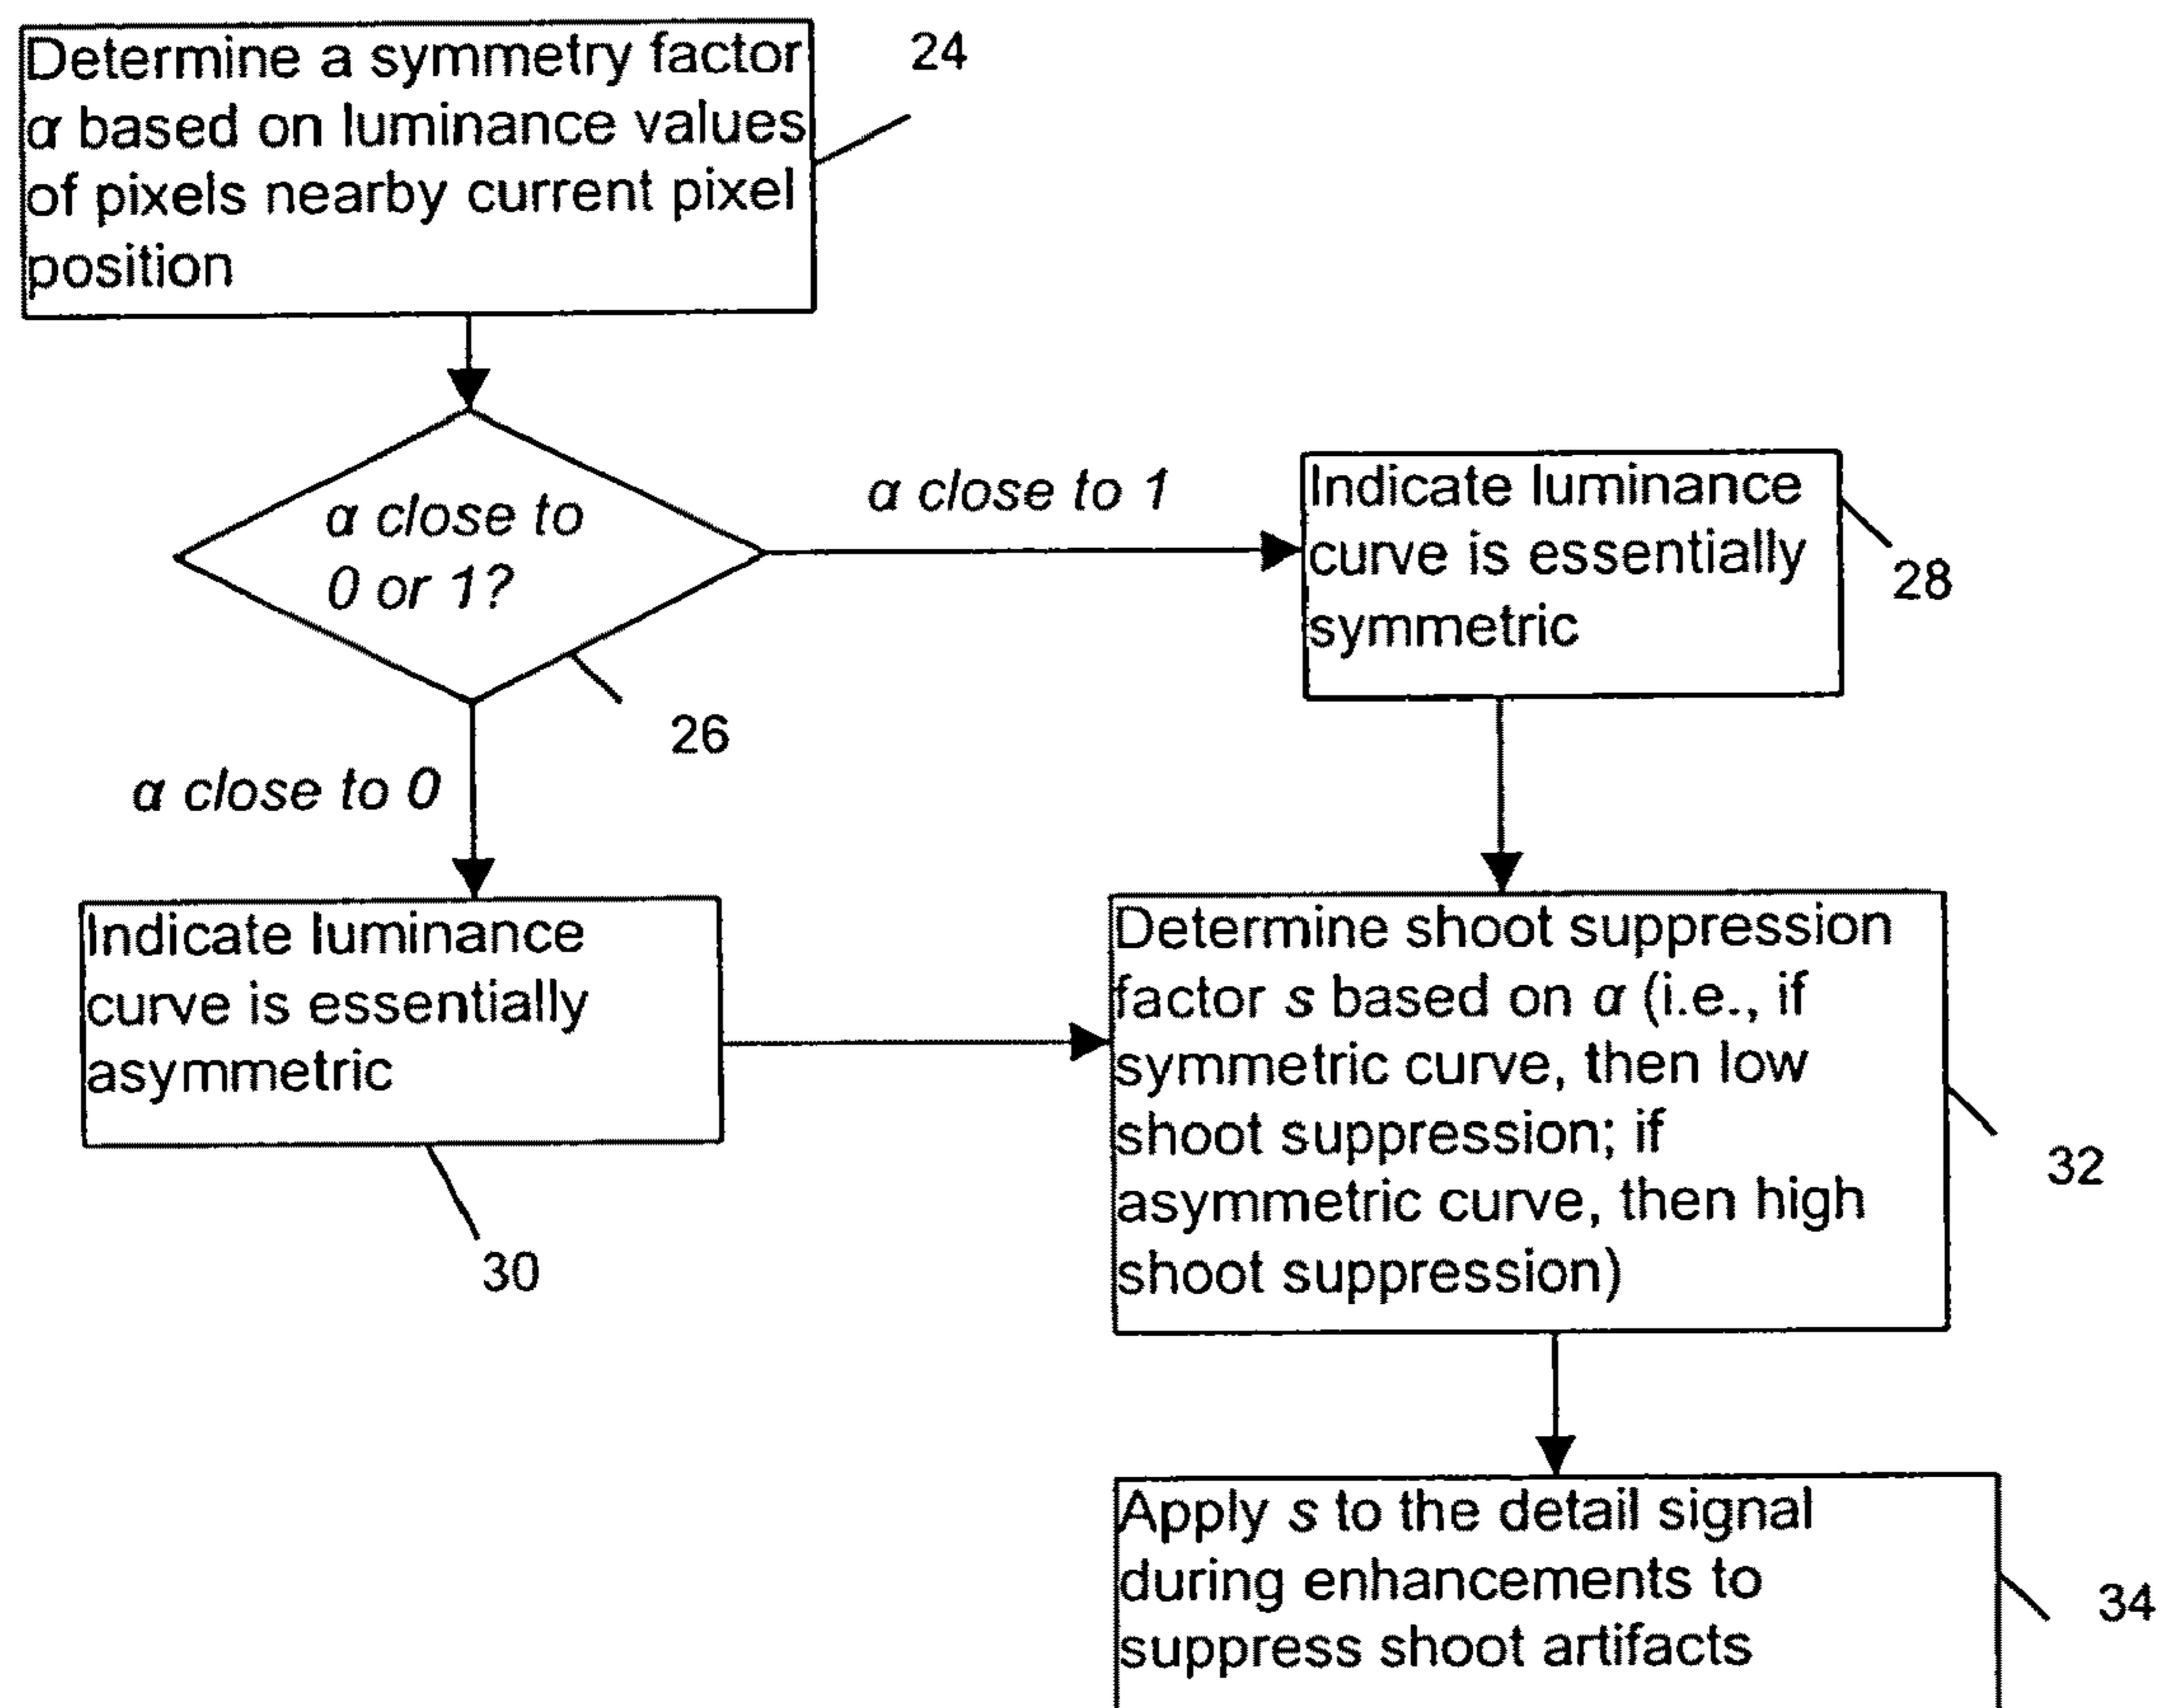 Determine a symmetry factor
α based on luminance values
of pixels nearby current pixel
position
24
α close to
0 or 1?
26
α close to 1
Indicate luminance
curve is essentially
symmetric
28
α close to 0
Indicate luminance
curve is essentially
asymmetric
30
Determine shoot suppression
factor s based on α (i.e., if
symmetric curve, then low
shoot suppression; if
asymmetric curve, then high
shoot suppression)
32
Apply s to the detail signal
during enhancements to
suppress shoot artifacts
34